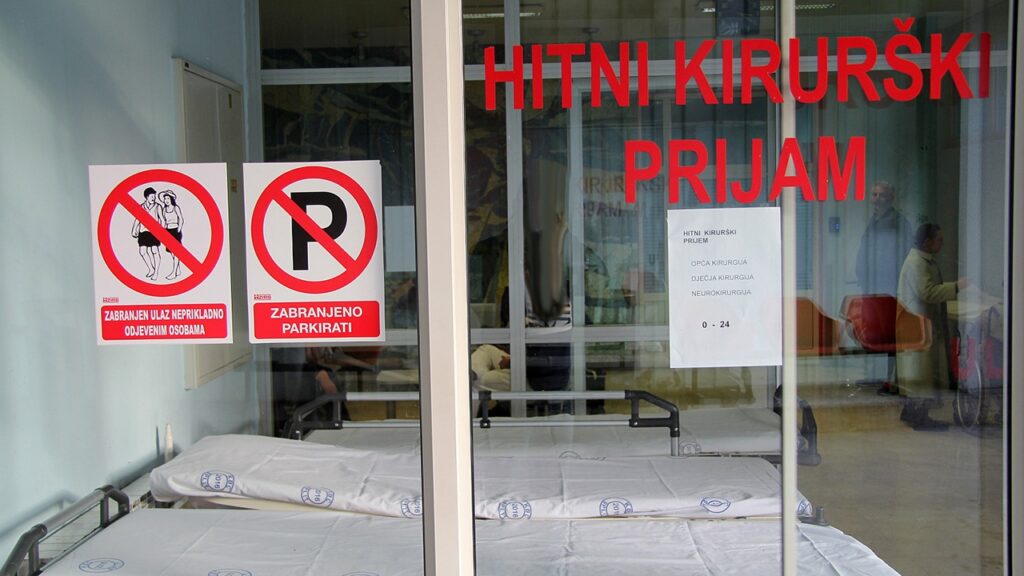 HITNI KIRURŠKI
PRIJAM
HITNI KIRURŠKI
PRIJEM
OPĆA KIRURGIJA
DJEČJA KIRURGIJA
NEUROKIRURGIJA
0 - 24
P
ZABRANJEN ULAZ NEPRIKLADNO
ODJEVENIM OSOBAMA
ZABRANJENO
PARKIRATI